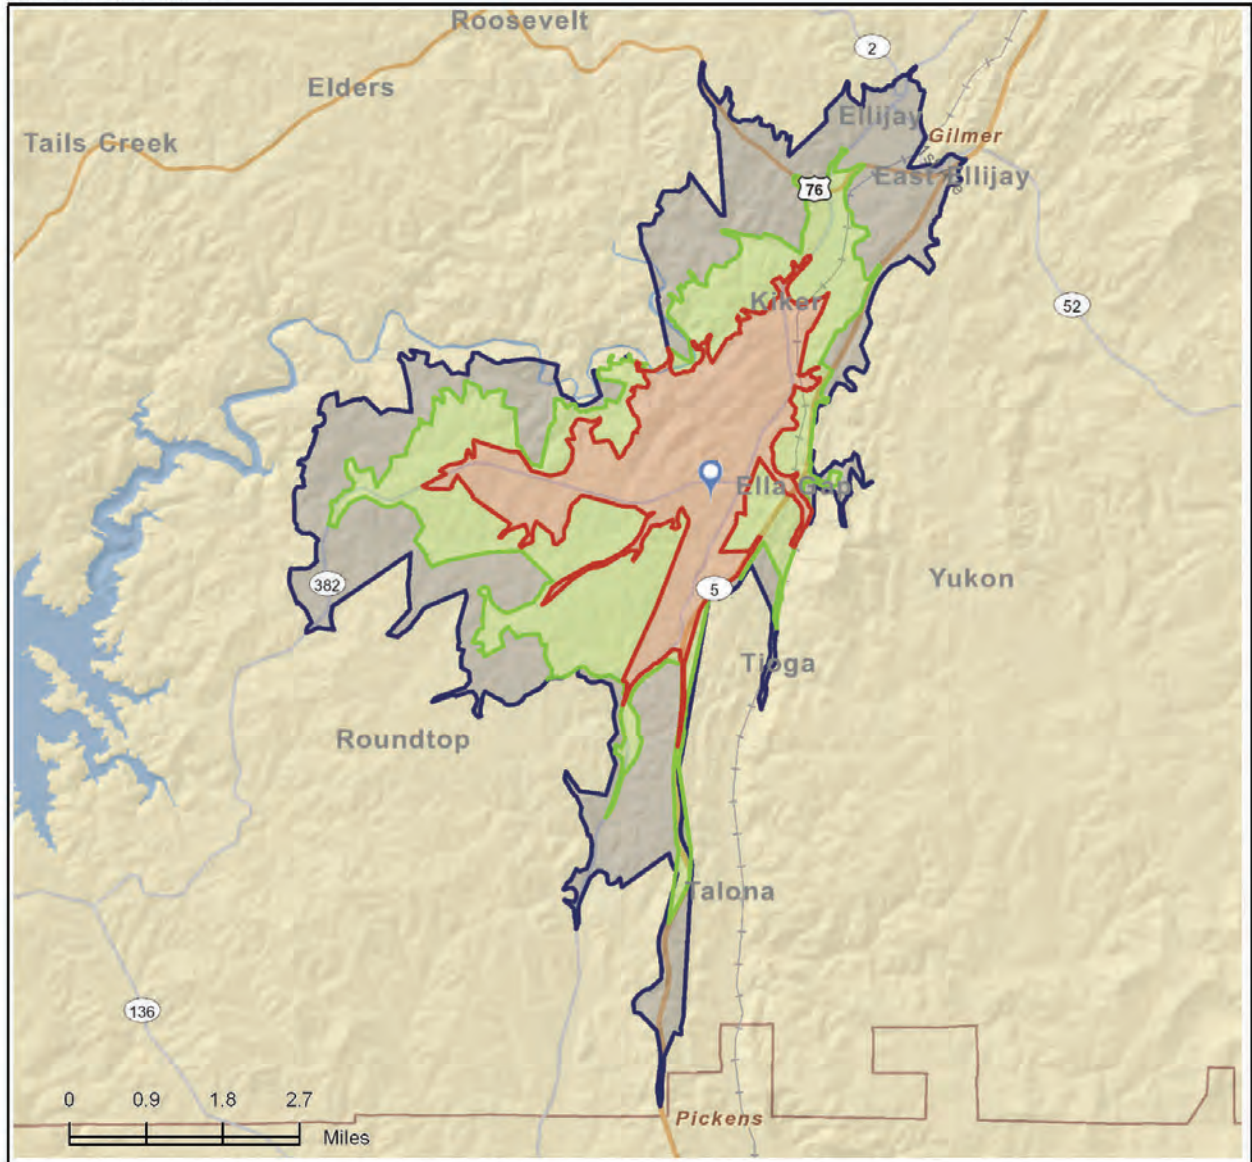 Roosevelt
2
Elders
Ellijay
Gilmer
Tails Creek
East Ellijay
76
Kiker
52
Ella Gap
Yukon
382
5
Tioga
Roundtop
Talona
136
0 0.9 1.8 2.7
Miles
Pickens